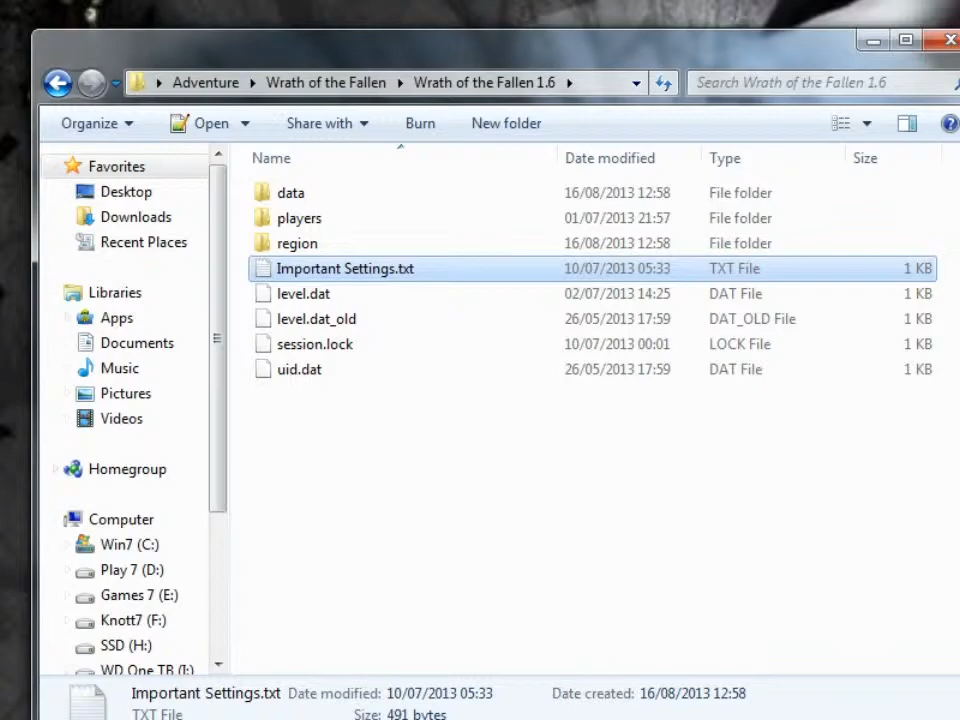 Adventure Wrath of the Fallen Wrath of the Fallen 1.6 Search Wrath of the Fallen 1.6
Organize Open Share with Burn New folder
Name Date modified Type Size
Favorites
Desktop
Downloads
Recent Places
Libraries
Apps
Documents
Music
Pictures
Videos
Homegroup
Computer
Win7 (C:)
Play 7 (D:)
Games 7 (E:)
Knott7 (F:)
SSD (H:)
WD One TB (I:)
data 16/08/2013 12:58 File folder
players 01/07/2013 21:57 File folder
region 16/08/2013 12:58 File folder
Important Settings.txt 10/07/2013 05:33 TXT File 1 KB
level.dat 02/07/2013 14:25 DAT File 1 KB
level.dat_old 26/05/2013 17:59 DAT_OLD File 1 KB
session.lock 10/07/2013 00:01 LOCK File 1 KB
uid.dat 26/05/2013 17:59 DAT File 1 KB
Important Settings.txt Date modified: 10/07/2013 05:33 Date created: 16/08/2013 12:58
TXT File Size: 491 bytes